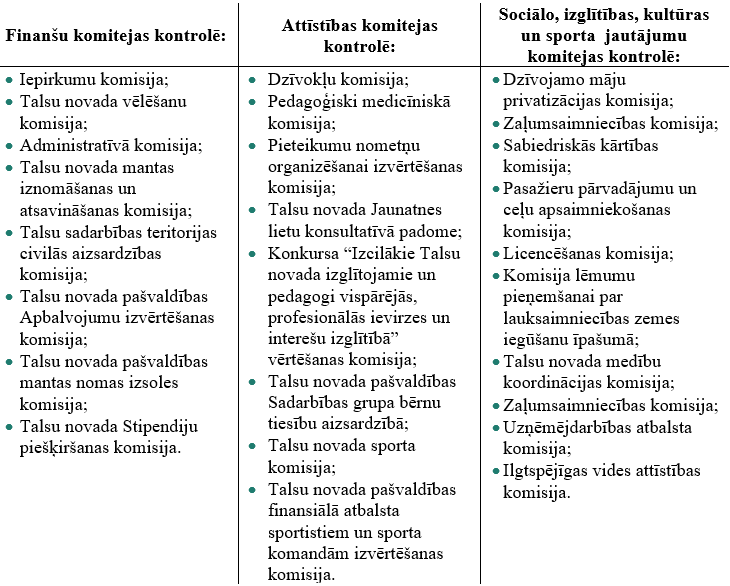 Finanšu komitejas kontrolē:
• Iepirkumu komisija;
• Talsu novada vēlēšanu
komisija;
• Administratīvā komisija;
• Talsu novada mantas
iznomāšanas un
atsavināšanas komisija;
• Talsu sadarbības teritorijas
civilās aizsardzības
komisija;
• Talsu novada pašvaldības
Apbalvojumu izvērtēšanas
komisija;
• Talsu novada pašvaldības
mantas nomas izsoles
komisija;
• Talsu novada Stipendiju
piešķiršanas komisija.
Attīstības komitejas
kontrolē:
• Dzīvokļu komisija;
• Pedagoģiski medicīniskā
komisija;
• Pieteikumu nometņu
organizēšanai izvērtēšanas
komisija;
• Talsu novada Jaunatnes
lietu konsultatīvā padome;
• Konkursa “Izcilākie Talsu
novada izglītojamie un
pedagogi vispārējās,
profesionālās ievirzes un
interešu izglītībā”
vērtēšanas komisija;
• Talsu novada pašvaldības
Sadarbības grupa bērnu
tiesību aizsardzībā;
• Talsu novada sporta
komisija;
• Talsu novada pašvaldības
finansiālā atbalsta
sportistiem un sporta
komandām izvērtēšanas
komisija.
Sociālo, izglītības, kultūras
un sporta jautājumu
komitejas kontrolē:
• Dzīvojamo māju
privatizācijas komisija;
• Zaļumsaimniecības komisija;
• Sabiedriskās kārtības
komisija;
• Pasažieru pārvadājumu un
ceļu apsaimniekošanas
komisija;
• Licencēšanas komisija;
• Komisija lēmumu
pieņemšanai par
lauksaimniecības zemes
iegūšanu īpašumā;
• Talsu novada medību
koordinācijas komisija;
• Zaļumsaimniecības komisija;
• Uzņēmējdarbības atbalsta
komisija;
• Ilgtspējīgas vides attīstības
komisija.